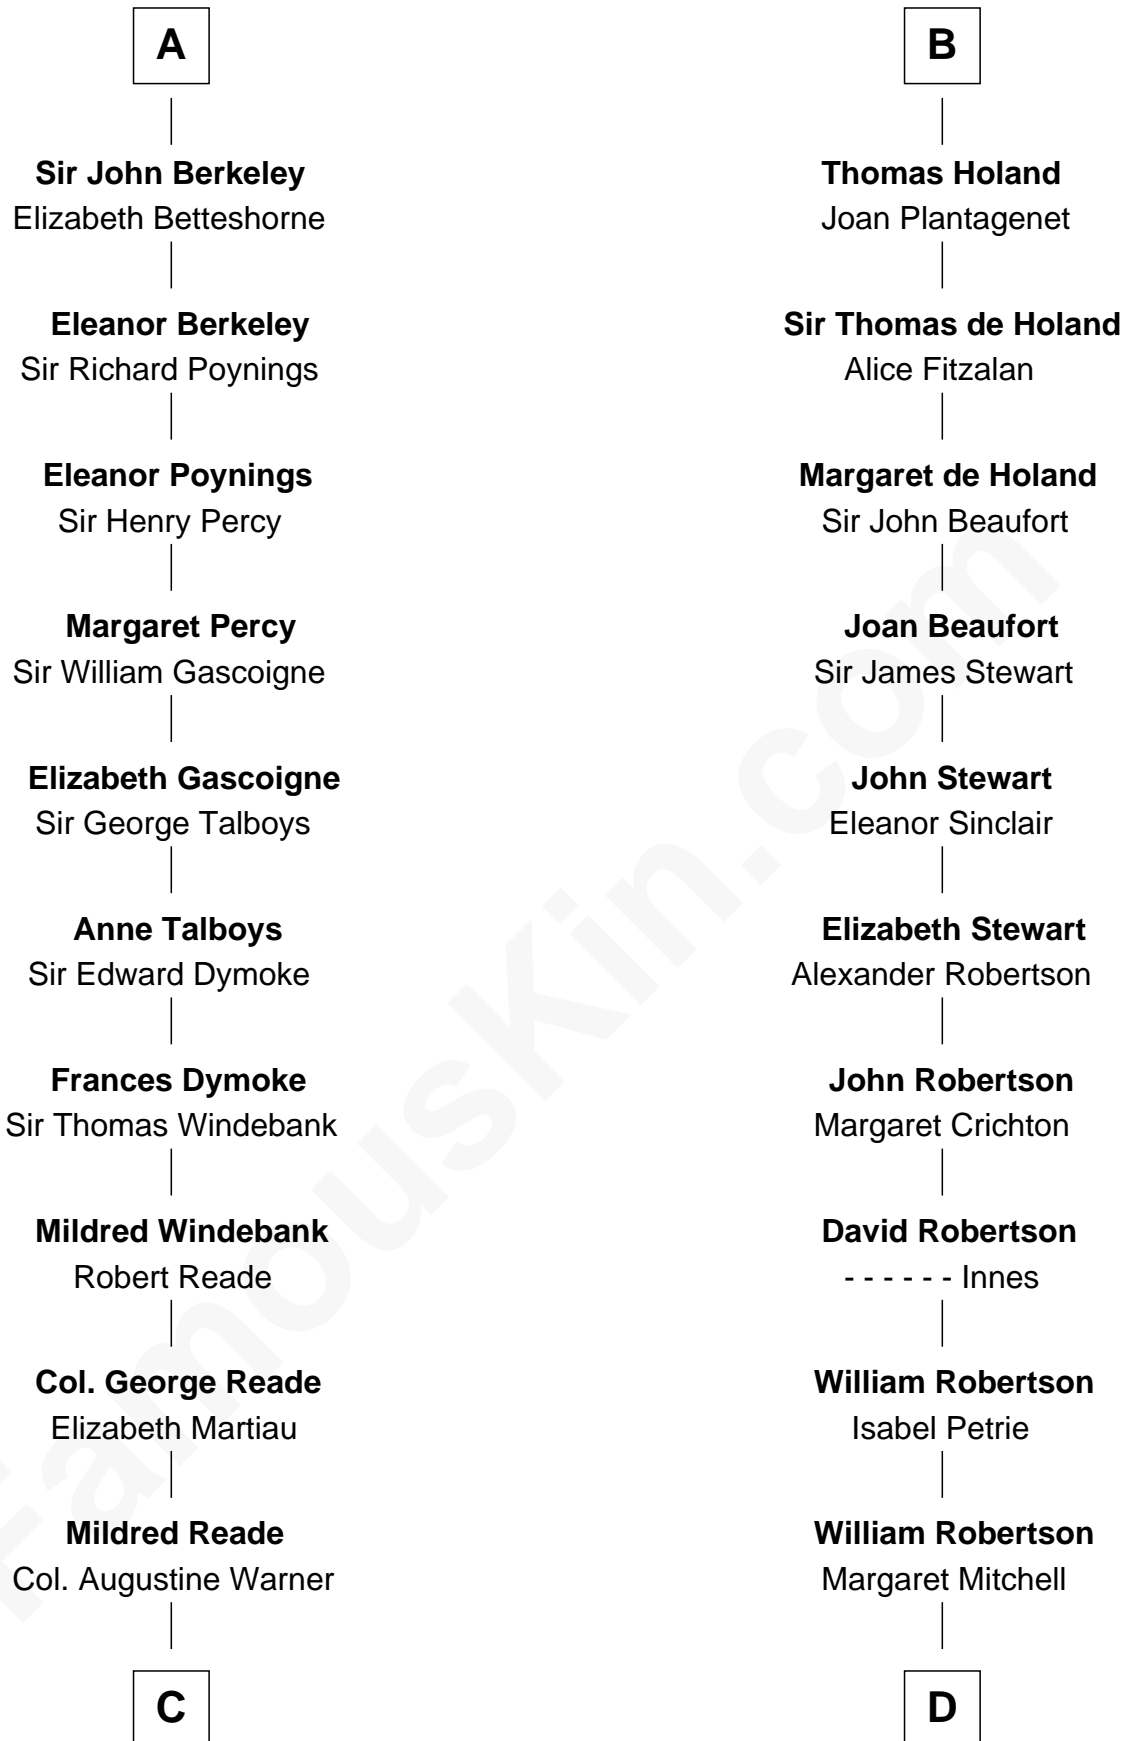 A
Sir John Berkeley
Elizabeth Betteshorne
Eleanor Berkeley
Sir Richard Poynings
Eleanor Poynings
Sir Henry Percy
Margaret Percy
Sir William Gascoigne
Elizabeth Gascoigne
Sir George Talboys
Anne Talboys
Sir Edward Dymoke
Frances Dymoke
Sir Thomas Windebank
Mildred Windebank
Robert Reade
Col. George Reade
Elizabeth Martiau
Mildred Reade
Col. Augustine Warner
C
B
Thomas Holand
Joan Plantagenet
Sir Thomas de Holand
Alice Fitzalan
Margaret de Holand
Sir John Beaufort
Joan Beaufort
Sir James Stewart
John Stewart
Eleanor Sinclair
Elizabeth Stewart
Alexander Robertson
John Robertson
Margaret Crichton
David Robertson
- - - - - - Innes
William Robertson
Isabel Petrie
William Robertson
Margaret Mitchell
D
FamousKin.com